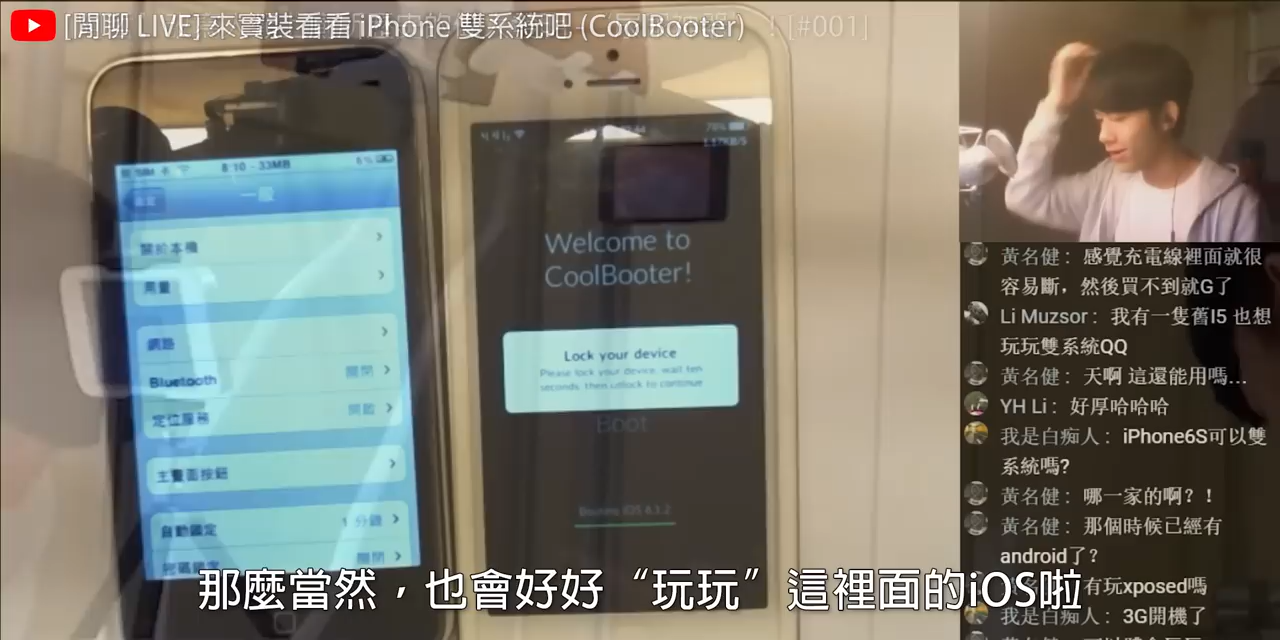 [閒聊 LIVE] 來實裝看看 iPhone 雙系統吧 (CoolBooter) ! [#001]
8:10 - 33MB
6%
一般
關於本機
用量
網路
Bluetooth
關閉
定位服務
開啟
主畫面按鈕
自動鎖定
1 分鐘
密碼鎖定
關閉
Welcome to
CoolBooter!
Lock your device
Please lock your device, wait ten
seconds, then unlock to continue
Boot
黃名健： 感覺充電線裡面就很
容易斷，然後買不到就G了
Li Muzsor： 我有一隻舊I5 也想
玩玩雙系統QQ
黃名健： 天啊 這還能用嗎...
YH Li： 好厚哈哈哈
我是白痴人： iPhone6S可以雙
系統嗎?
黃名健： 哪一家的啊？！
黃名健： 那個時候已經有
android了？
有玩xposed嗎
我是白痴人： 3G開機了
那麼當然，也會好好“玩玩”這裡面的iOS啦